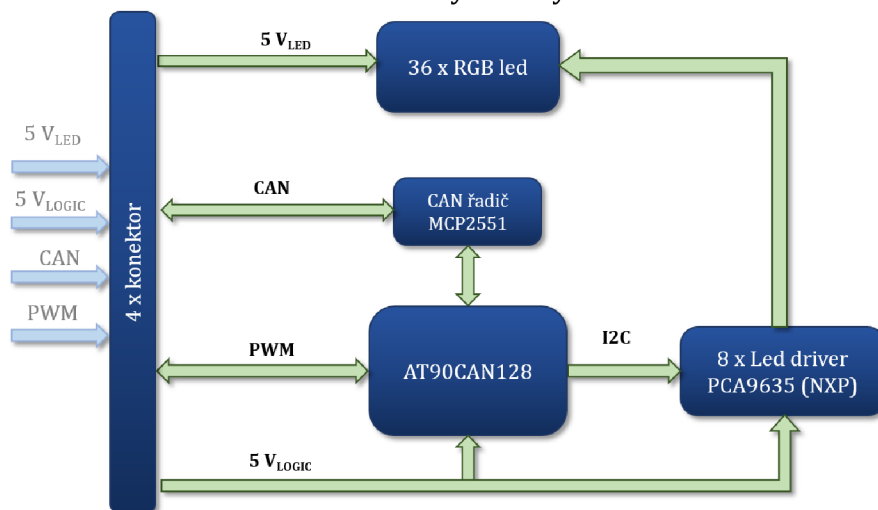 5 VLED
36 x RGB led
5 VLED
5 VLOGIC
CAN
PWM
4 x konektor
CAN
CAN řadič
MCP2551
PWM
AT90CAN128
I2C
8 x Led driver
PCA9635 (NXP)
5 VLOGIC